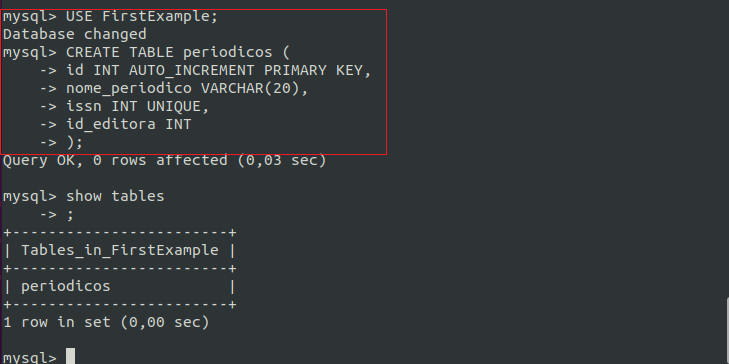 mysql> USE FirstExample;
Database changed
mysql> CREATE TABLE periodicos (
    -> id INT AUTO_INCREMENT PRIMARY KEY,
    -> nome_periodico VARCHAR(20),
    -> issn INT UNIQUE,
    -> id_editora INT
    -> );
Query OK, 0 rows affected (0,03 sec)
mysql> show tables
    -> ;
+------------------------+
| Tables_in_FirstExample |
+------------------------+
| periodicos             |
+------------------------+
1 row in set (0,00 sec)
mysql>